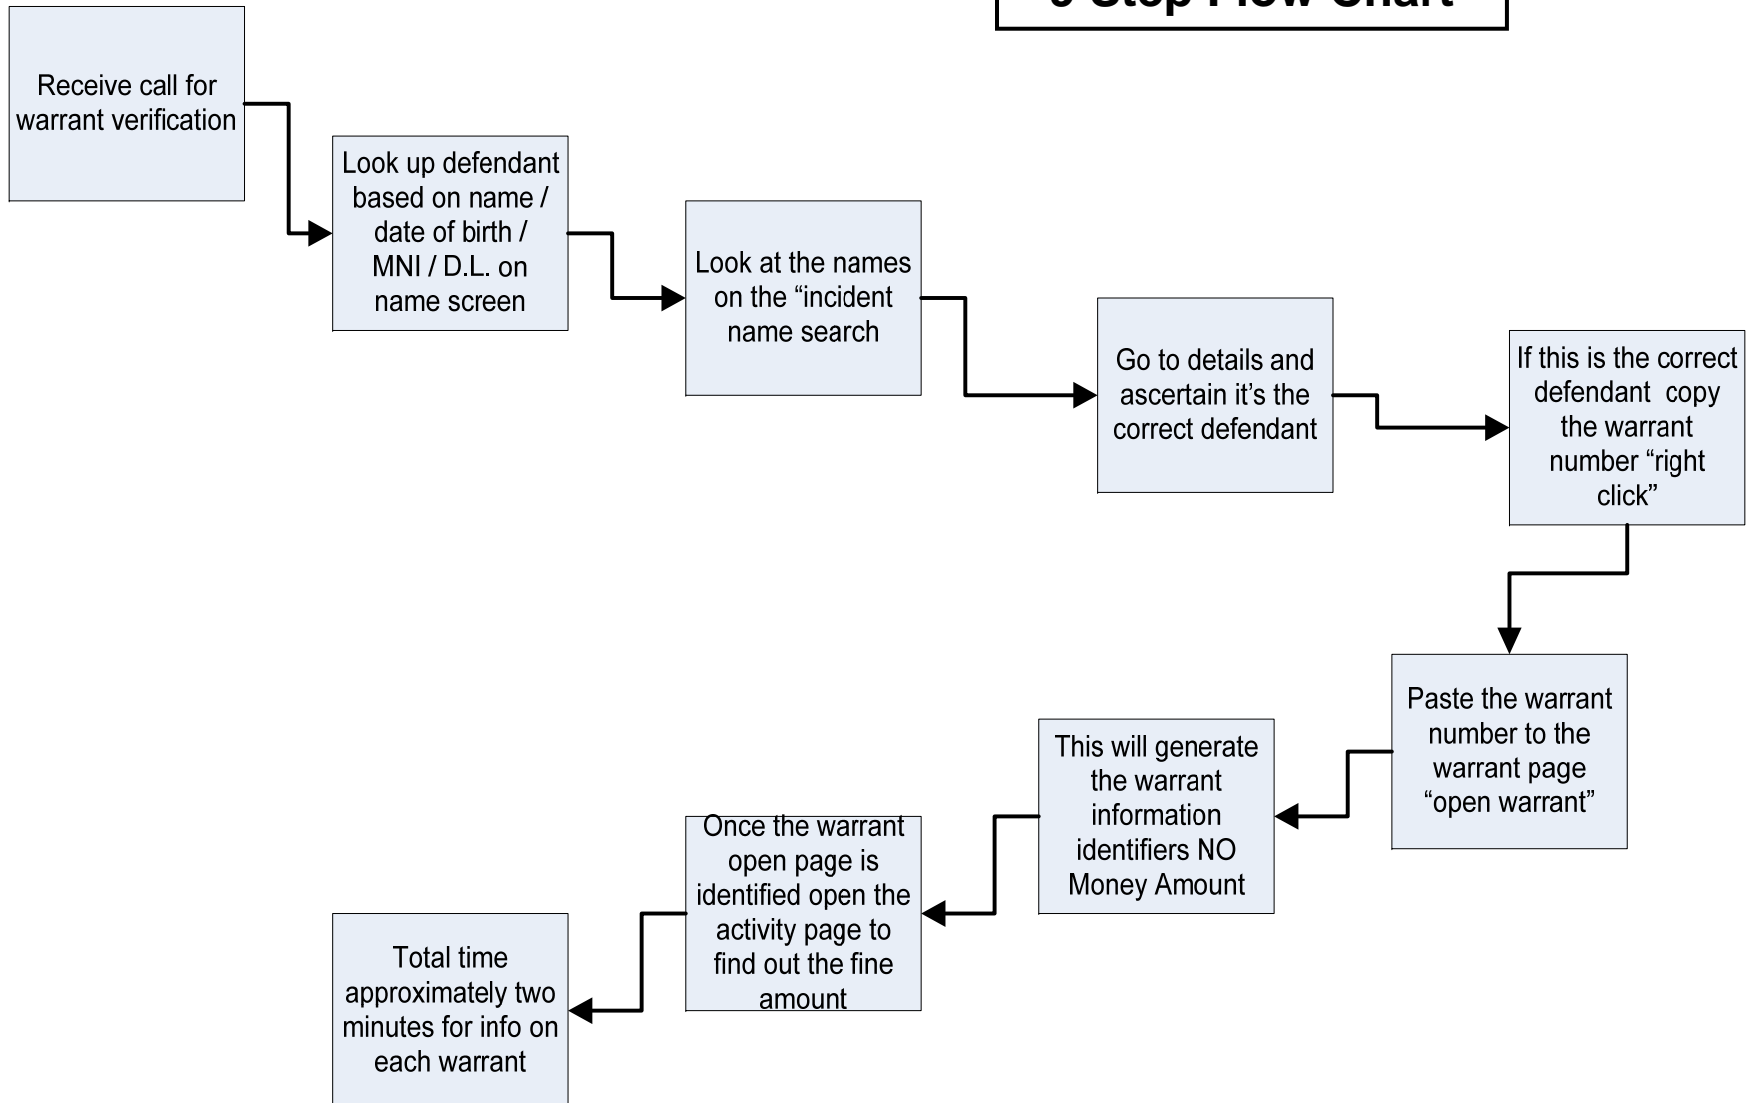 Step Flow Chart
Receive call for
warrant verification
Look up defendant
based on name /
date of birth /
MNI / D.L. on
name screen
Look at the names
on the “incident
name search
Go to details and
ascertain it’s the
correct defendant
If this is the correct
defendant  copy
the warrant
number “right
click”
Paste the warrant
number to the
warrant page
“open warrant”
This will generate
the warrant
information
identifiers NO
Money Amount
Once the warrant
open page is
identified open the
activity page to
find out the fine
amount
Total time
approximately two
minutes for info on
each warrant